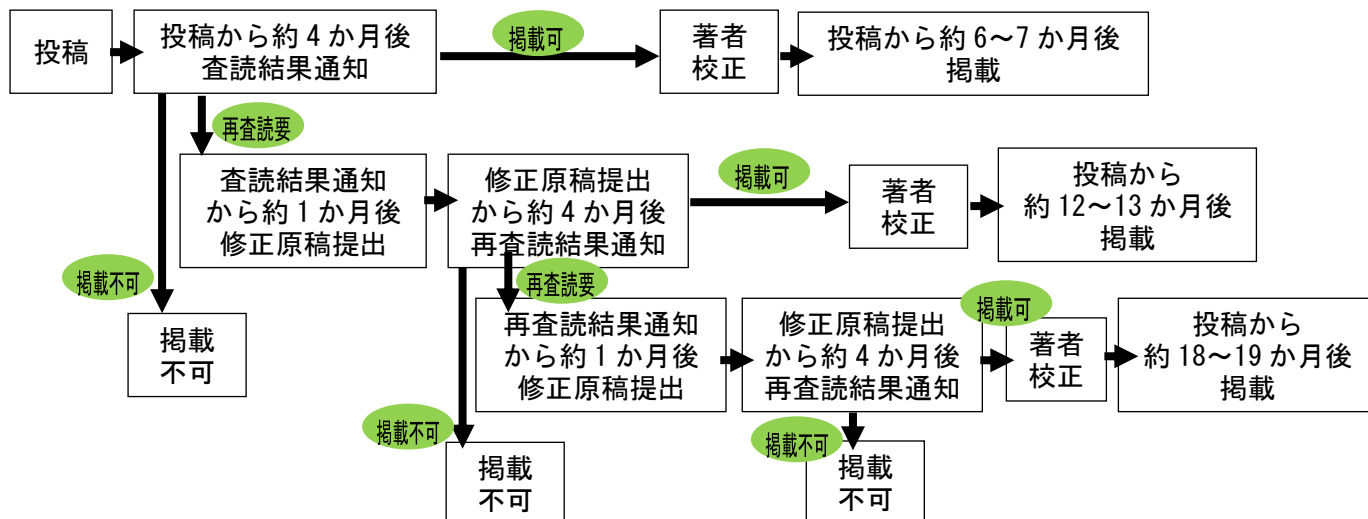 投稿
投稿から約 4 か月後
査読結果通知
掲載可
著者
校正
投稿から約 6～7 か月後
掲載
再査読要
査読結果通知
から約 1 か月後
修正原稿提出
修正原稿提出
から約 4 か月後
再査読結果通知
掲載可
著者
校正
投稿から
約 12～13 か月後
掲載
掲載不可
掲載
不可
再査読要
再査読結果通知
から約 1 か月後
修正原稿提出
修正原稿提出
から約 4 か月後
再査読結果通知
掲載可
著者
校正
投稿から
約 18～19 か月後
掲載
掲載不可
掲載
不可
掲載不可
掲載
不可